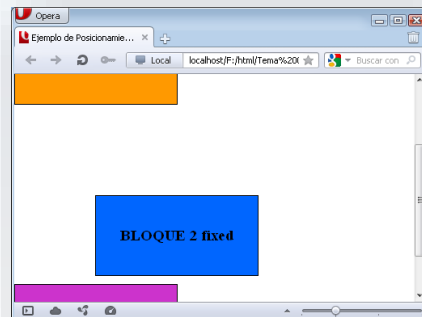 Opera
Ejemplo de Posicionamie...
Local localhost/F:/html/Tema%20( Buscar con
BLOQUE 2 fixed